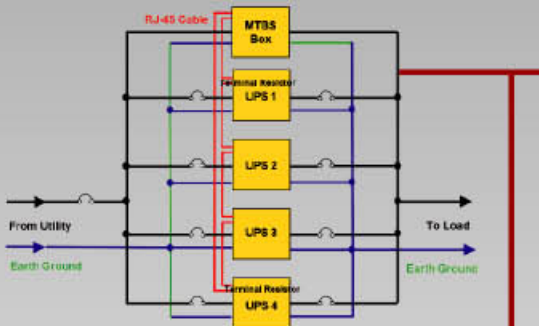 RJ-45 Cable
MTBS
Box
Terminal Resistor
UPS 1
UPS 2
From Utility
To Load
UPS 3
Earth Ground
Earth Ground
Terminal Resistor
UPS 4